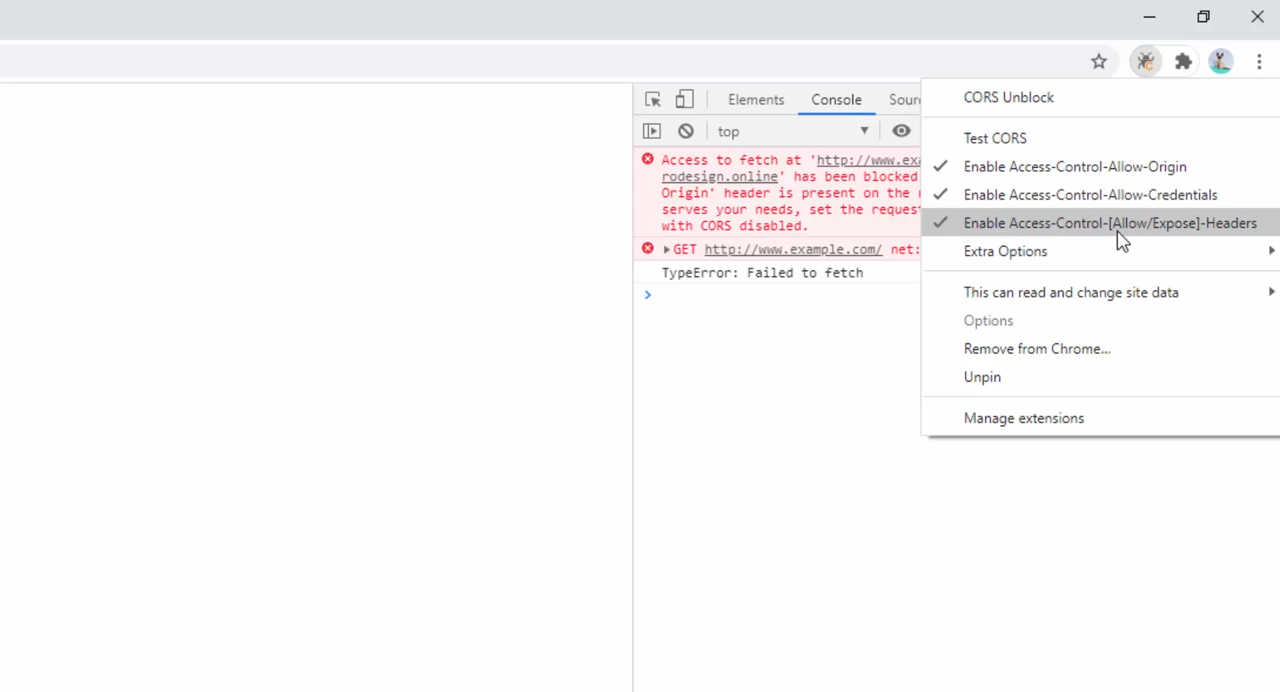 Elements Console Sour
top
Access to fetch at 'http://www.exa
rodesign.online' has been blocked
Origin' header is present on the
serves your needs, set the reques
with CORS disabled.
GET http://www.example.com/ net:
TypeError: Failed to fetch
CORS Unblock
Test CORS
Enable Access-Control-Allow-Origin
Enable Access-Control-Allow-Credentials
Enable Access-Control-[Allow/Expose]-Headers
Extra Options
This can read and change site data
Options
Remove from Chrome...
Unpin
Manage extensions